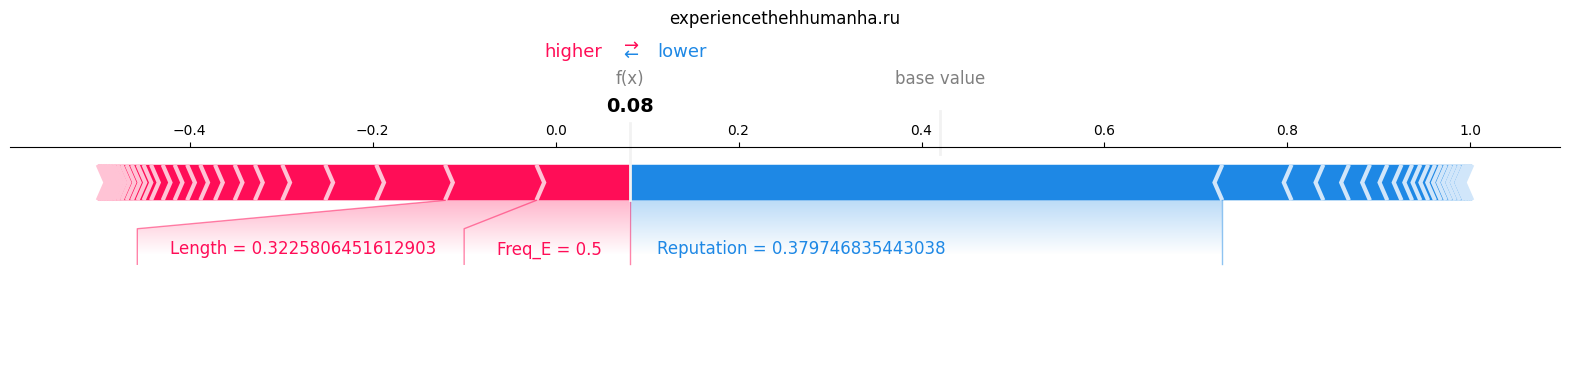 experiencethehhumanha.ru
higher → ← lower
f(x) base value
0.08
−0.4 −0.2 0.0 0.2 0.4 0.6 0.8 1.0
Length = 0.3225806451612903 Freq_E = 0.5 Reputation = 0.379746835443038